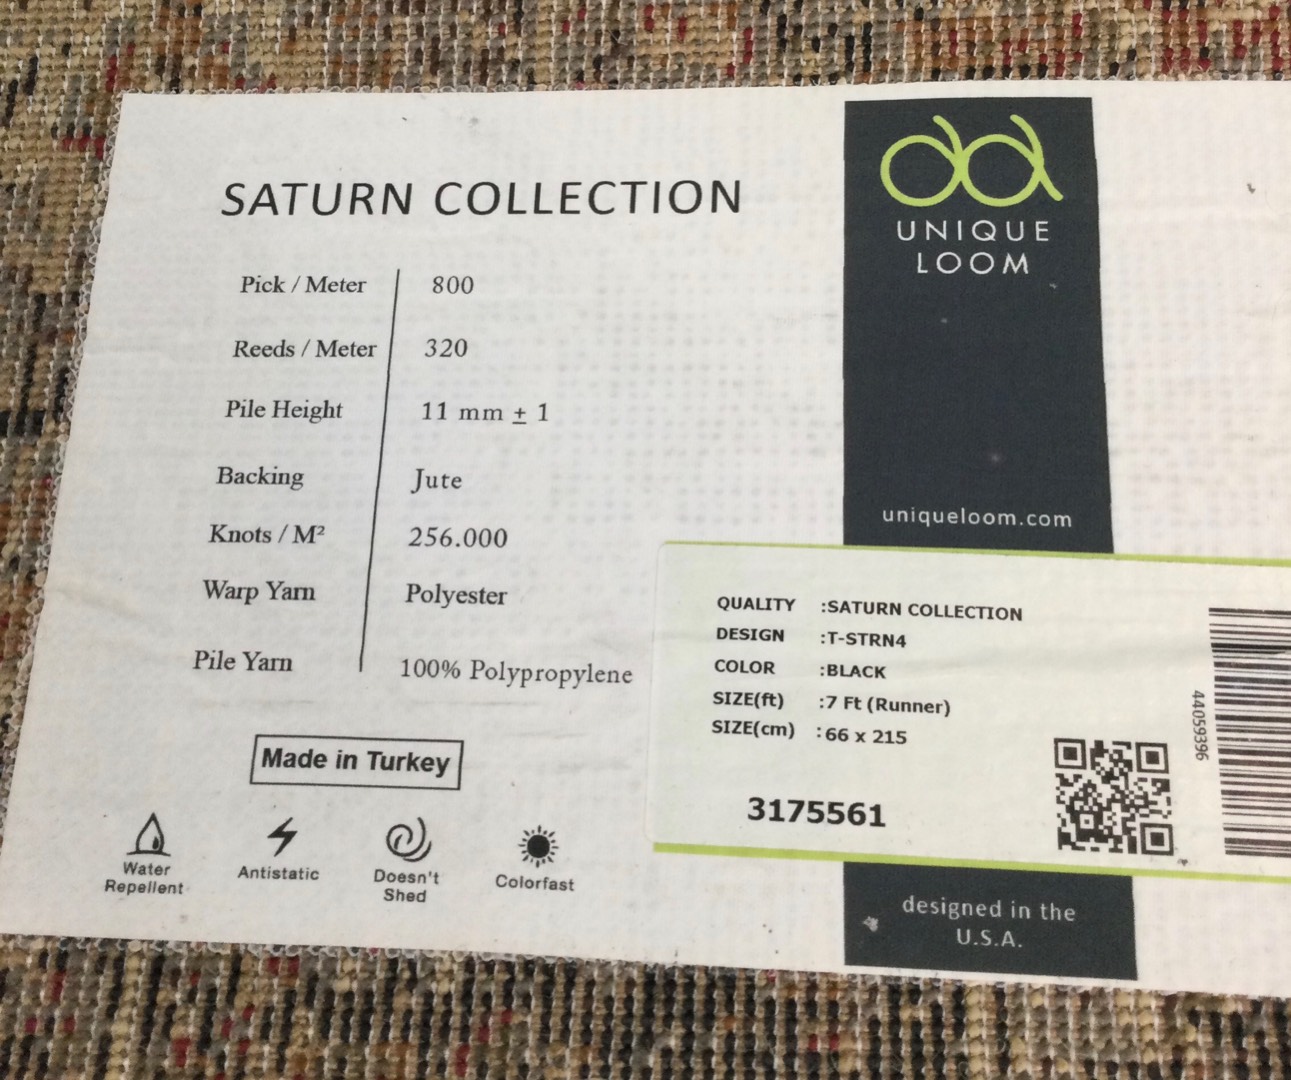 SATURN COLLECTION
Pick / Meter 800
Reeds / Meter 320
Pile Height 11 mm ± 1
Backing Jute
Knots / M² 256.000
Warp Yarn Polyester
Pile Yarn 100% Polypropylene
Made in Turkey
Water Repellent
Antistatic
Doesn't Shed
Colorfast
UNIQUE
LOOM
uniqueloom.com
QUALITY :SATURN COLLECTION
DESIGN :T-STRN4
COLOR :BLACK
SIZE(ft) :7 Ft (Runner)
SIZE(cm) :66 x 215
3175561
44059396
designed in the
U.S.A.